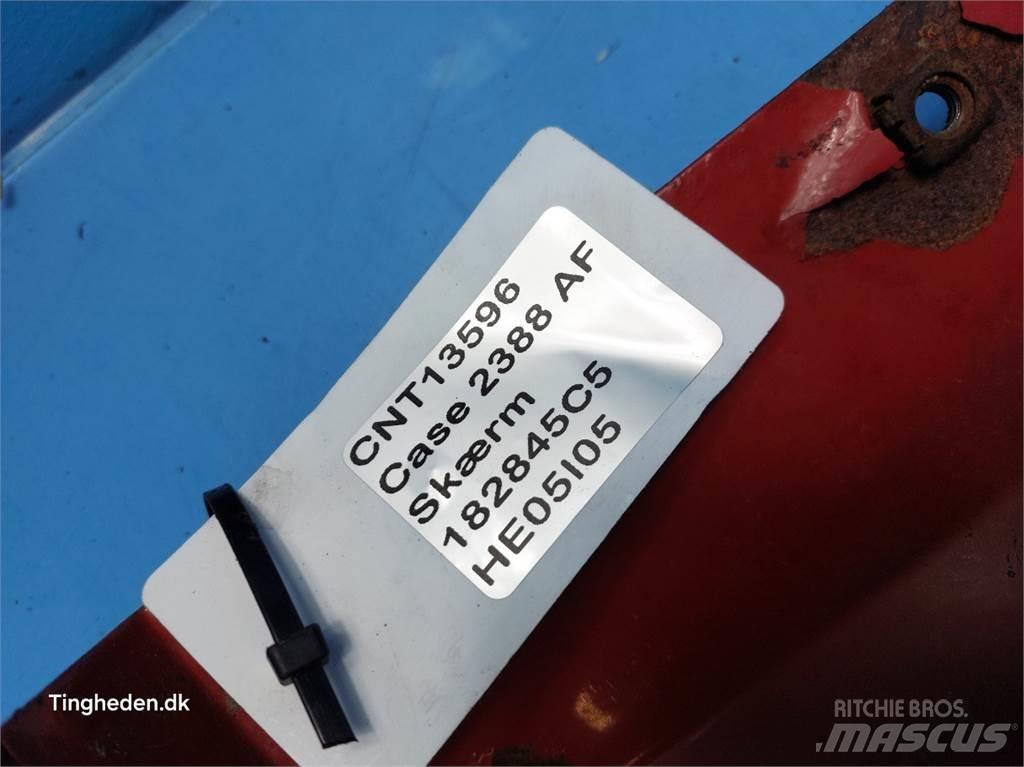 CNT13596
Case 2388 AF
Skærm
182845C5
HE05I05
Tingheden.dk
RITCHIE BROS.
MASCUS